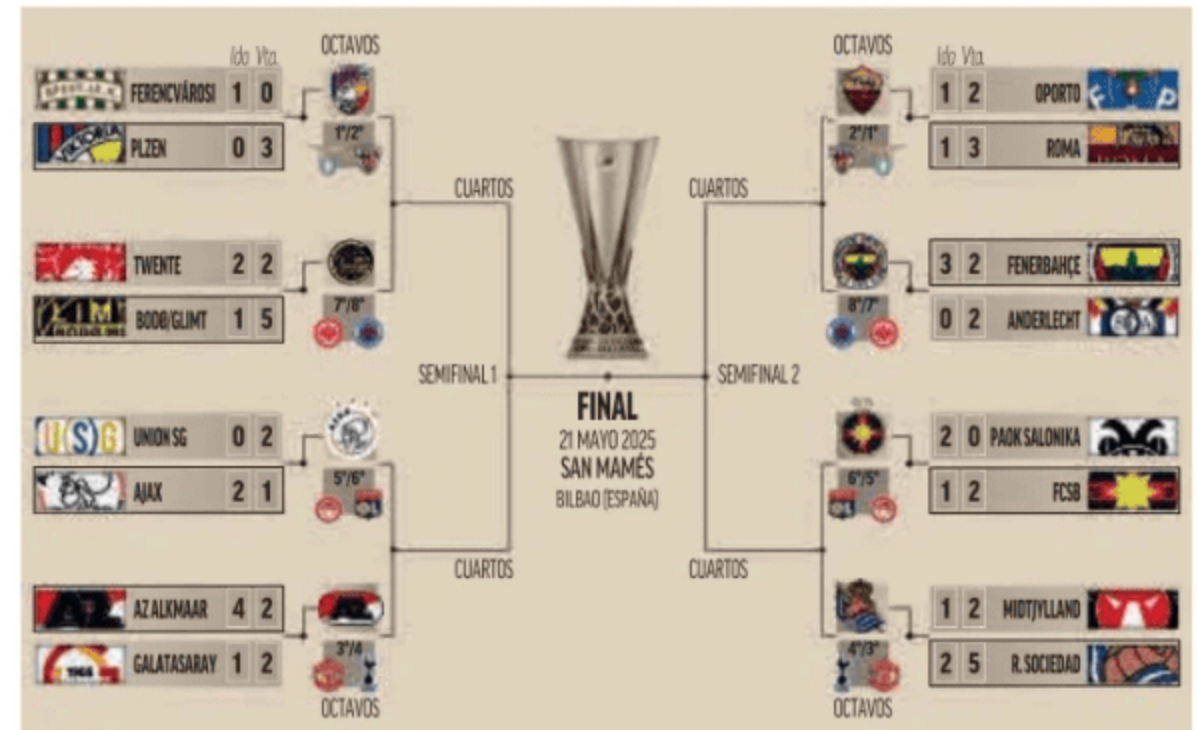 OCTAVOS
Ida Vta.
FERENCVÁROSI 1 0
PLZEN 0 3
1º/2º
CUARTOS
TWENTE 2 2
BODØ/GLIMT 1 5
7º/8º
SEMIFINAL 1
UNION SG 0 2
AJAX 2 1
5º/6º
CUARTOS
AZ ALKMAAR 4 2
GALATASARAY 1 2
3º/4
OCTAVOS
FINAL
21 MAYO 2025
SAN MAMÉS
BILBAO (ESPAÑA)
OCTAVOS
Ida Vta.
1 2 OPORTO
1 3 ROMA
2º/1º
CUARTOS
3 2 FENERBAHÇE
0 2 ANDERLECHT
8º/7º
SEMIFINAL 2
2 0 PAOK SALONIKA
1 2 FCSB
6º/5º
CUARTOS
1 2 MIDTJYLLAND
2 5 R. SOCIEDAD
4º/3º
OCTAVOS